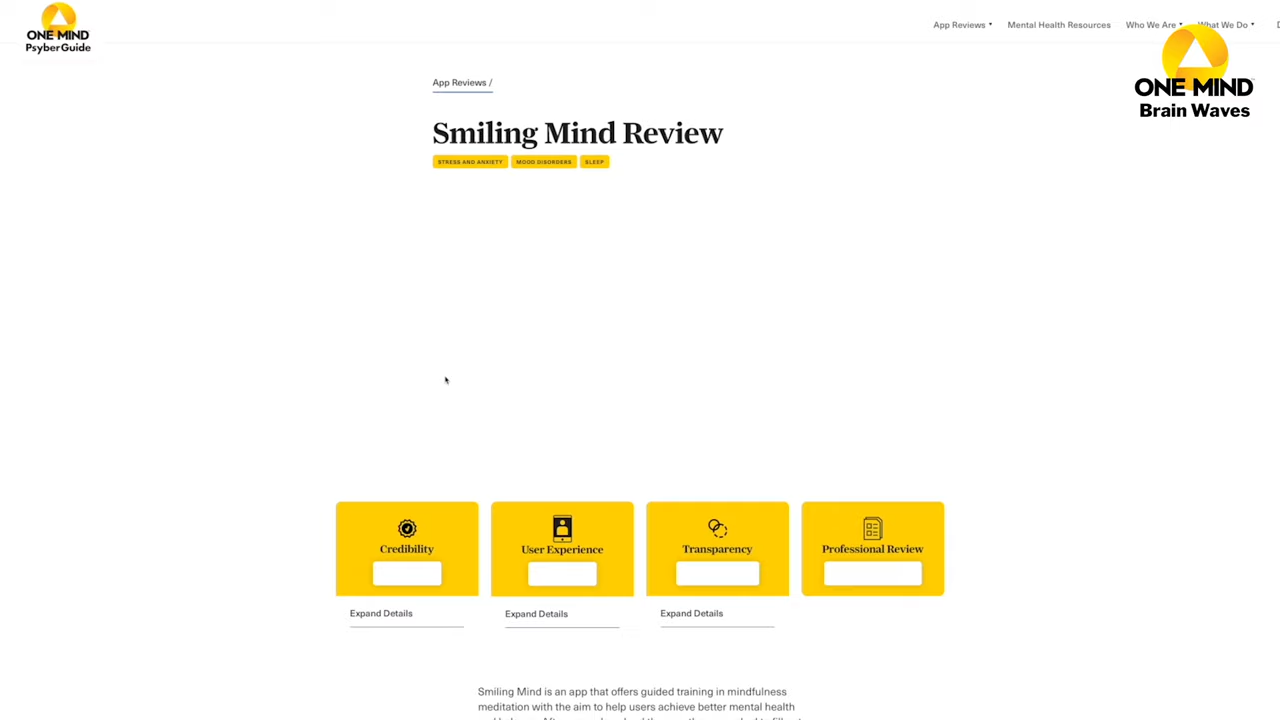 ONE MIND
PsyberGuide
App Reviews
Mental Health Resources
Who We Are
What We Do
ONE MIND
Brain Waves
App Reviews /
Smiling Mind Review
STRESS AND ANXIETY
MOOD DISORDERS
SLEEP
Credibility
User Experience
Transparency
Professional Review
Expand Details
Expand Details
Expand Details
Smiling Mind is an app that offers guided training in mindfulness
meditation with the aim to help users achieve better mental health